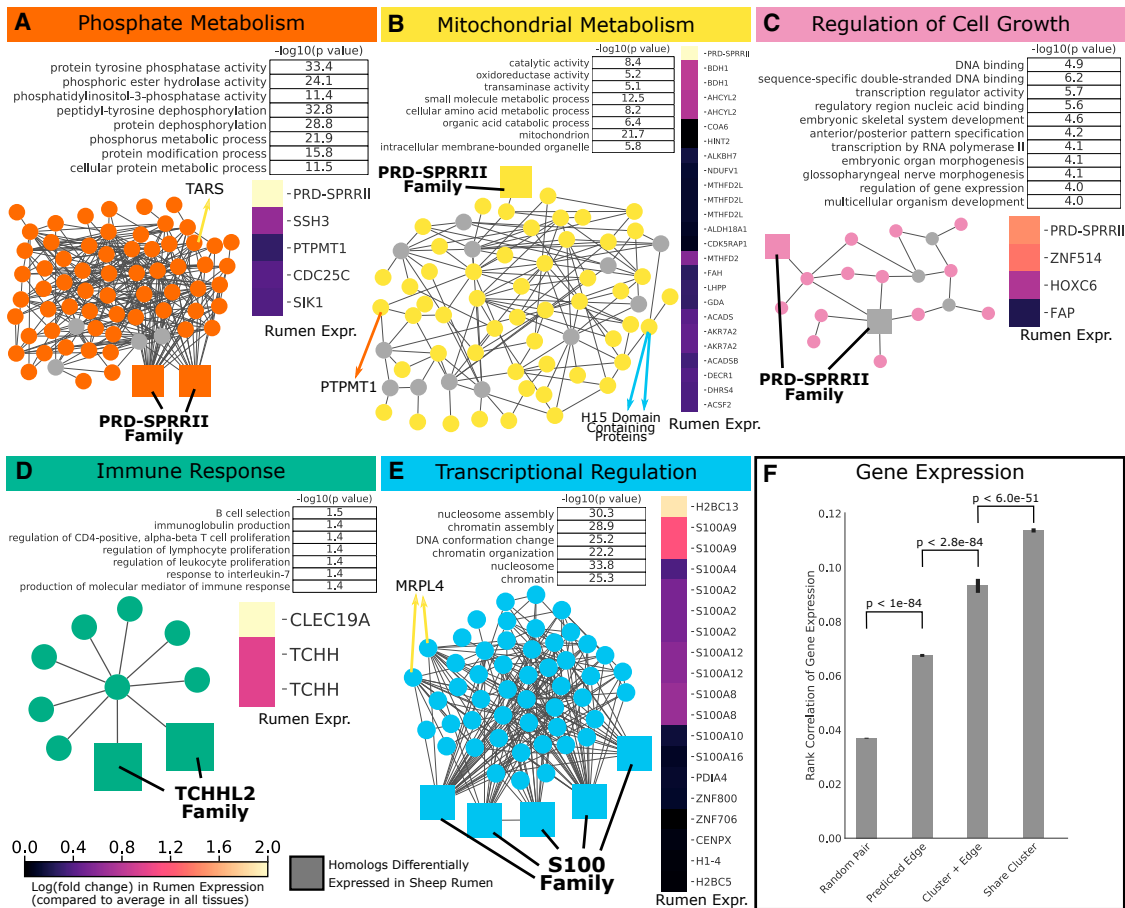 A Phosphate Metabolism
-log10(p value)
protein tyrosine phosphatase activity 33.4
phosphoric ester hydrolase activity 24.1
phosphatidylinositol-3-phosphatase activity 11.4
peptidyl-tyrosine dephosphorylation 32.8
protein dephosphorylation 28.8
phosphorus metabolic process 21.9
protein modification process 15.8
cellular protein metabolic process 11.5
TARS
-PRD-SPRRII
-SSH3
-PTPMT1
-CDC25C
-SIK1
Rumen Expr.
PRD-SPRRII
Family
B Mitochondrial Metabolism
-log10(p value)
catalytic activity 8.4
oxidoreductase activity 5.2
transaminase activity 5.1
small molecule metabolic process 12.5
cellular amino acid metabolic process 8.2
organic acid catabolic process 6.4
mitochondrion 21.7
intracellular membrane-bounded organelle 5.8
PRD-SPRRII
Family
PTPMT1
H15 Domain
Containing
Proteins
-PRD-SPRRII
-BDH1
-BDH1
-AHCYL2
-AHCYL2
-COA6
-HINT2
-ALKBH7
-NDUFV1
-MTHFD2L
-MTHFD2L
-MTHFD2L
-ALDH18A1
-CDK5RAP1
-MTHFD2
-FAH
-LHPP
-GDA
-ACADS
-AKR7A2
-AKR7A2
-ACAD5B
-DECR1
-DHRS4
-ACSF2
Rumen Expr.
C Regulation of Cell Growth
-log10(p value)
DNA binding 4.9
sequence-specific double-stranded DNA binding 6.2
transcription regulator activity 5.7
regulatory region nucleic acid binding 5.6
embryonic skeletal system development 4.6
anterior/posterior pattern specification 4.2
transcription by RNA polymerase II 4.1
embryonic organ morphogenesis 4.1
glossopharyngeal nerve morphogenesis 4.1
regulation of gene expression 4.0
multicellular organism development 4.0
-PRD-SPRRII
-ZNF514
-HOXC6
-FAP
Rumen Expr.
PRD-SPRRII
Family
D Immune Response
-log10(p value)
B cell selection 1.5
immunoglobulin production 1.4
regulation of CD4-positive, alpha-beta T cell proliferation 1.4
regulation of lymphocyte proliferation 1.4
regulation of leukocyte proliferation 1.4
response to interleukin-7 1.4
production of molecular mediator of immune response 1.4
-CLEC19A
-TCHH
-TCHH
Rumen Expr.
TCHHL2
Family
0.0 0.4 0.8 1.2 1.6 2.0
Log(fold change) in Rumen Expression
(compared to average in all tissues)
Homologs Differentially
Expressed in Sheep Rumen
E Transcriptional Regulation
-log10(p value)
nucleosome assembly 30.3
chromatin assembly 28.9
DNA conformation change 25.2
chromatin organization 22.2
nucleosome 33.8
chromatin 25.3
MRPL4
S100
Family
-H2BC13
-S100A9
-S100A9
-S100A4
-S100A2
-S100A2
-S100A2
-S100A12
-S100A12
-S100A8
-S100A8
-S100A10
-S100A16
-PDIA4
-ZNF800
-ZNF706
-CENPX
-H1-4
-H2BC5
Rumen Expr.
F Gene Expression
Rank Correlation of Gene Expression
0.12
0.10
0.08
0.06
0.04
0.02
0.00
p < 1e-84
p < 2.8e-84
p < 6.0e-51
Random Pair
Predicted Edge
Cluster + Edge
Share Cluster